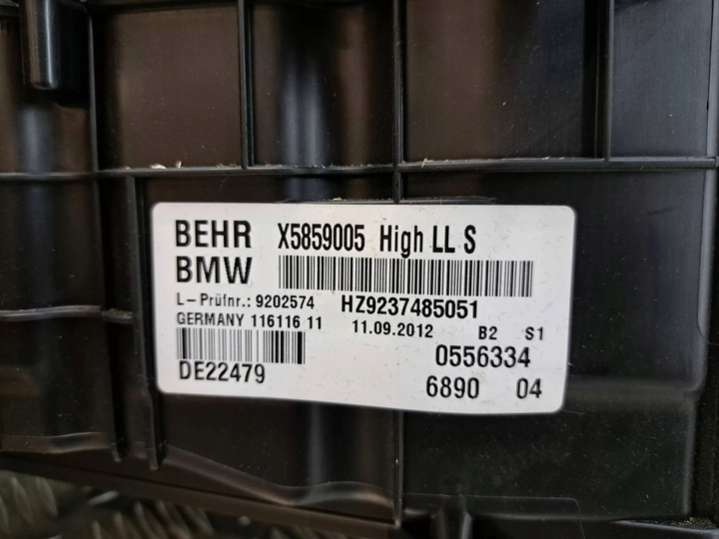 BEHR X5859005 High LL S
BMW
L-Prüfnr.: 9202574 HZ9237485051
GERMANY 116116 11 11.09.2012 B2 S1
0556334
DE22479 6890 04